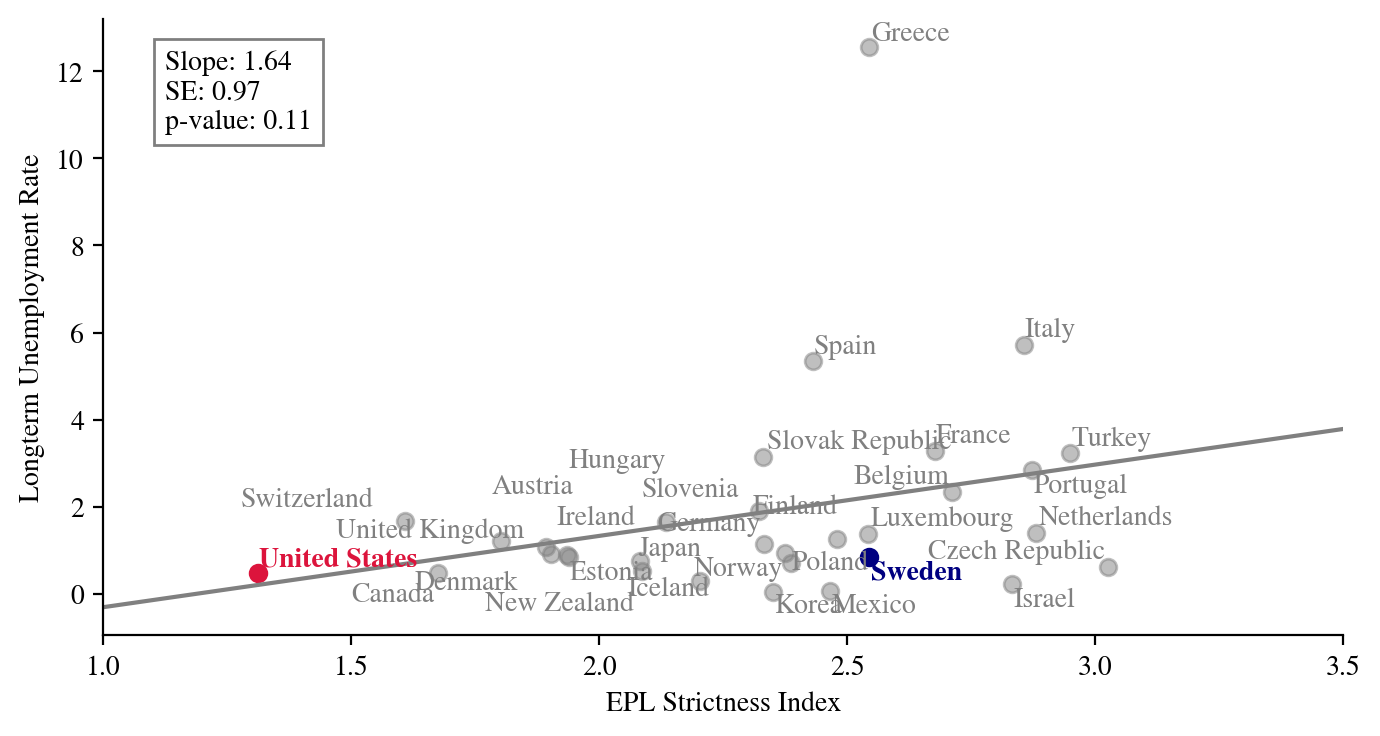 Greece
Slope: 1.64
SE: 0.97
p-value: 0.11
12
10
8
6
4
2
0
Longterm Unemployment Rate
Italy
Spain
Slovak Republic
France
Turkey
Hungary
Belgium
Portugal
Austria
Slovenia
Switzerland
Finland
Ireland
Germany
Luxembourg
Netherlands
United Kingdom
Japan
Czech Republic
United States
Norway
Poland
Sweden
Denmark
Estonia
Canada
Iceland
New Zealand
Korea
Mexico
Israel
1.0
1.5
2.0
2.5
3.0
3.5
EPL Strictness Index